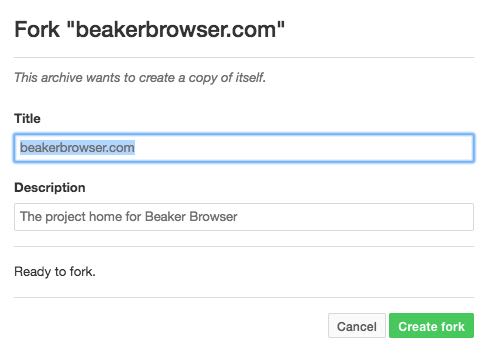 Fork "beakerbrowser.com"
This archive wants to create a copy of itself.
Title
beakerbrowser.com
Description
The project home for Beaker Browser
Ready to fork.
Cancel Create fork